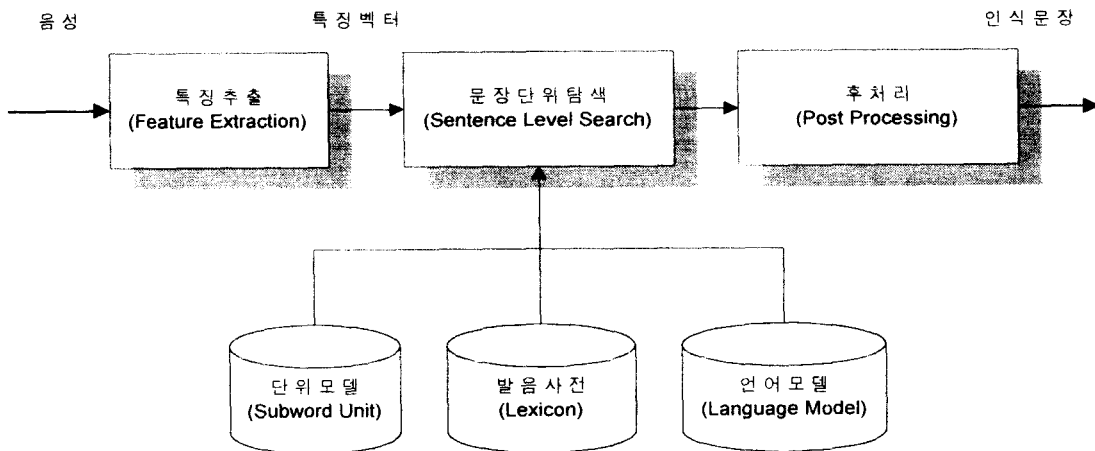 음성
특징벡터
인식문장
특징추출
(Feature Extraction)
문장단위탐색
(Sentence Level Search)
후처리
(Post Processing)
단위모델
(Subword Unit)
발음사전
(Lexicon)
언어모델
(Language Model)